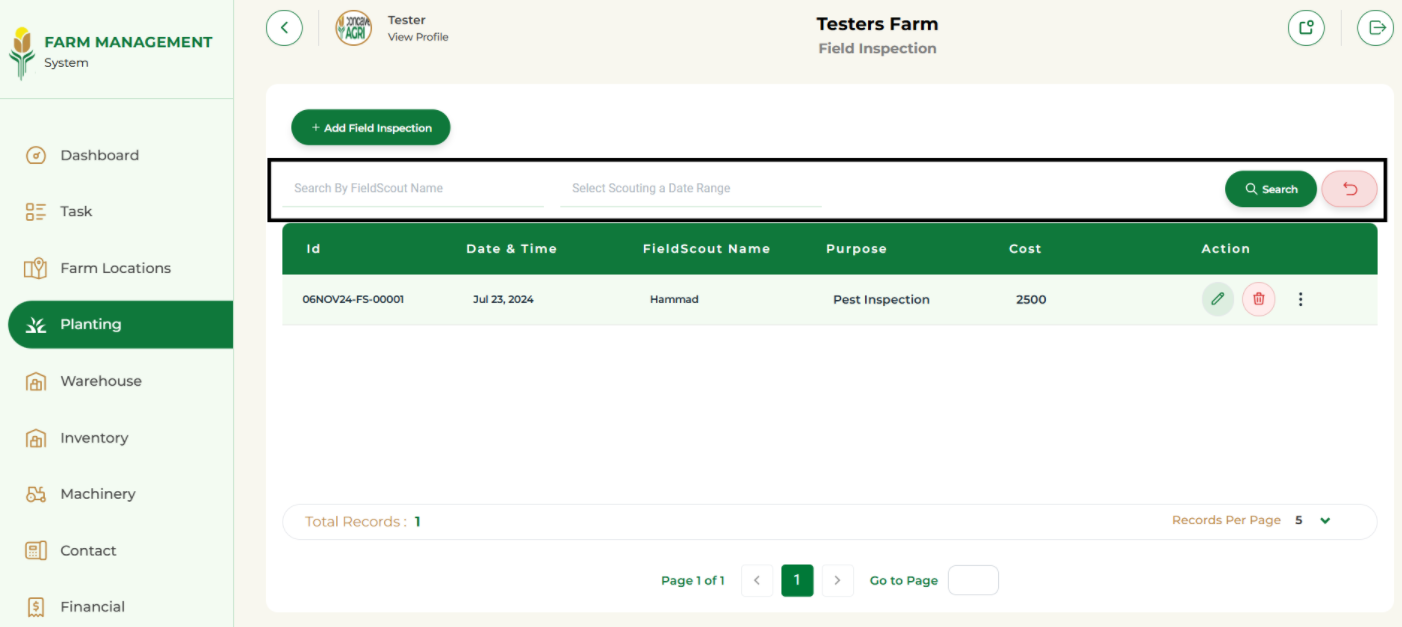 FARM MANAGEMENT
System
Dashboard
Task
Farm Locations
Planting
Warehouse
Inventory
Machinery
Contact
Financial
CONCAVE
AGRI
Tester
View Profile
Testers Farm
Field Inspection
+ Add Field Inspection
Search By FieldScout Name Select Scouting a Date Range Search
Id Date & Time FieldScout Name Purpose Cost Action
06NOV24-FS-00001 Jul 23, 2024 Hammad Pest Inspection 2500
Total Records : 1 Records Per Page 5
Page 1 of 1 < 1 > Go to Page